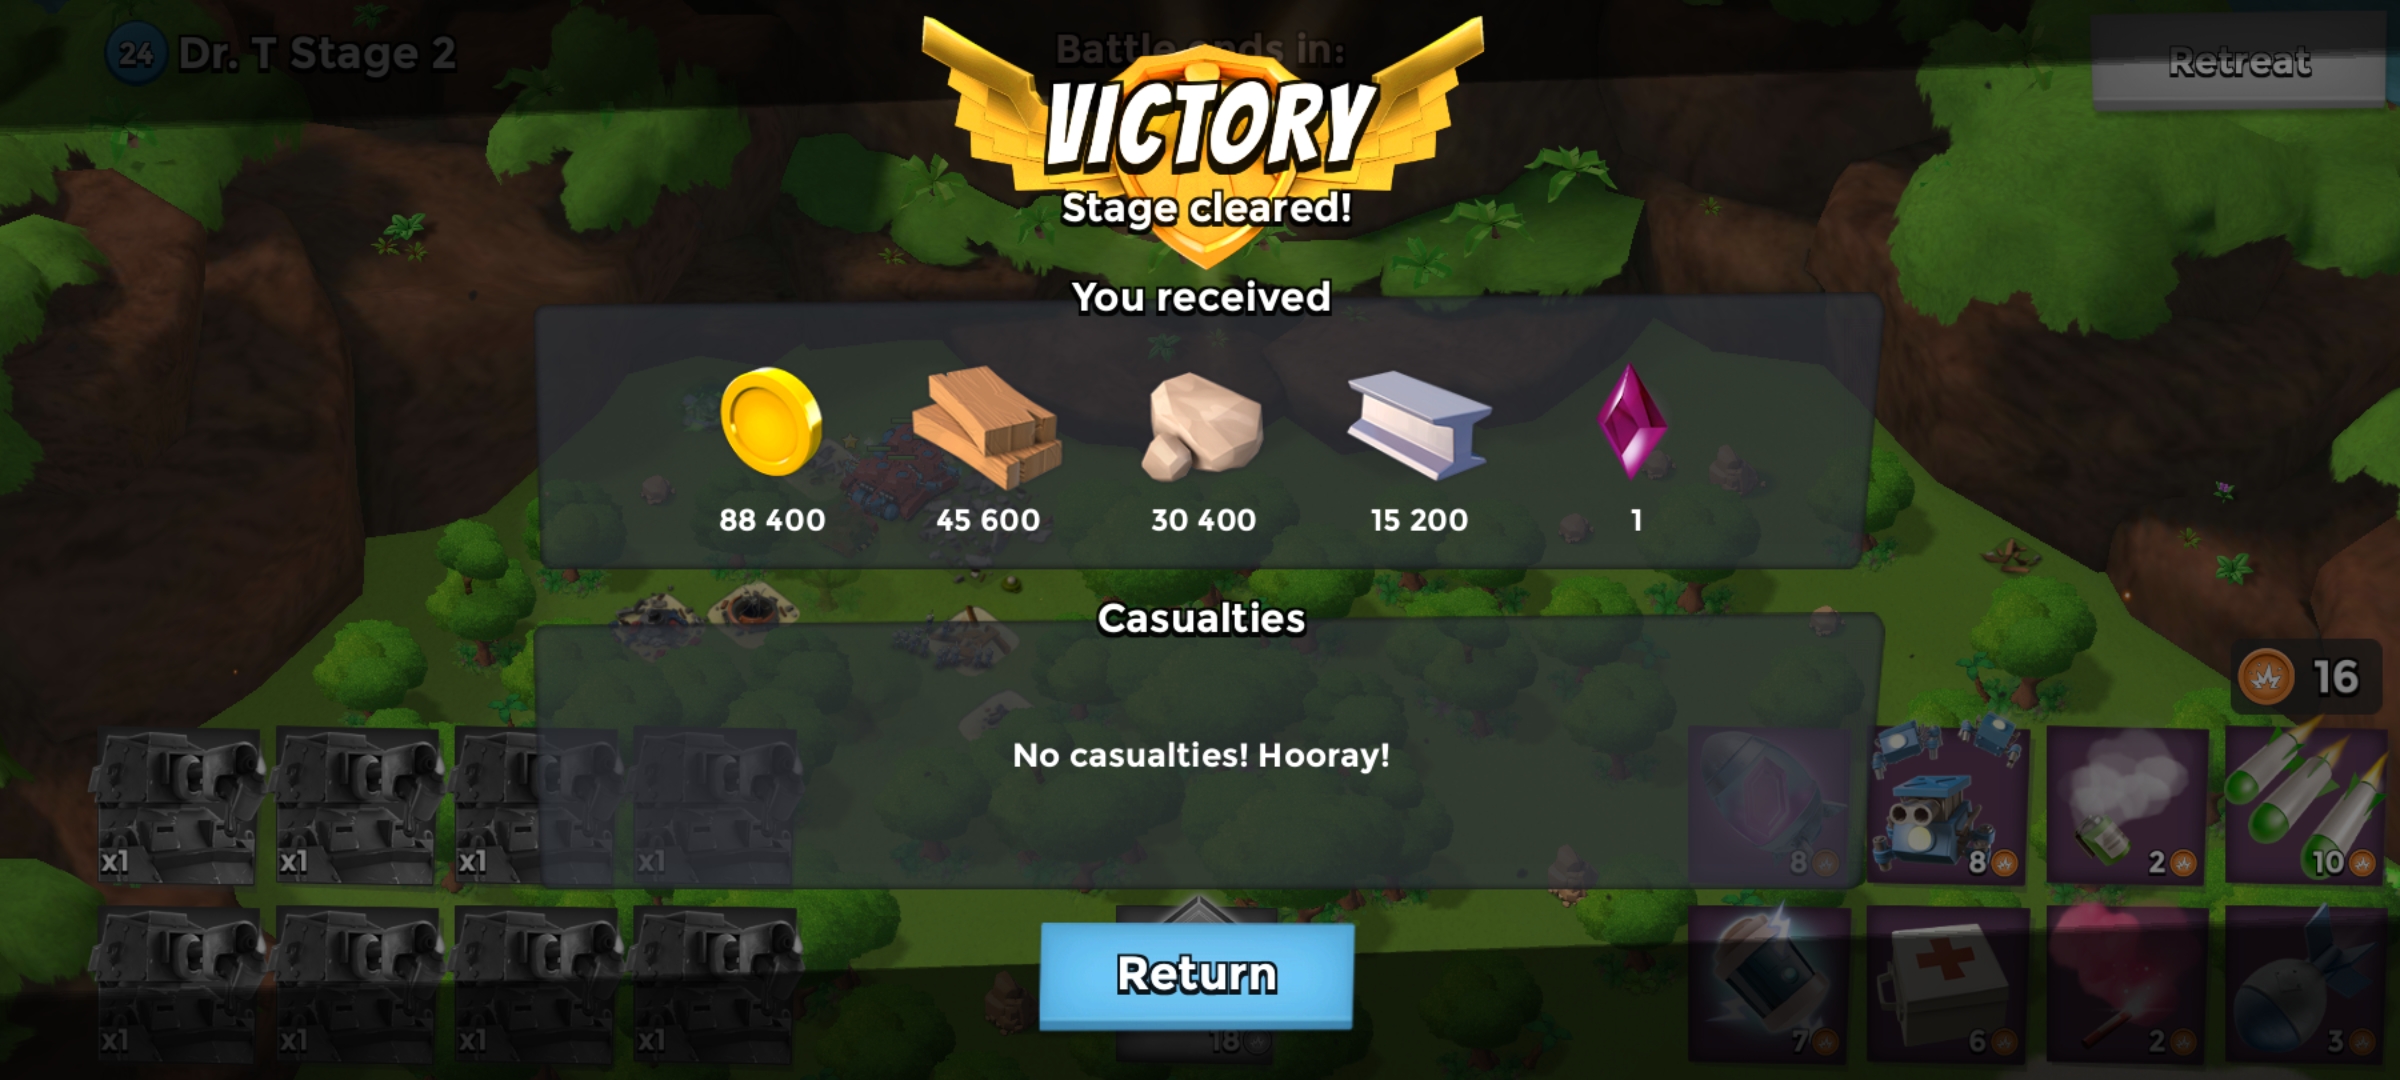 24 Dr. T Stage 2
Battle ends in:
Retreat
VICTORY
Stage cleared!
You received
88 400
45 600
30 400
15 200
1
Casualties
No casualties! Hooray!
16
x1
x1
x1
x1
8
8
2
10
x1
x1
x1
x1
Return
18
7
6
2
3